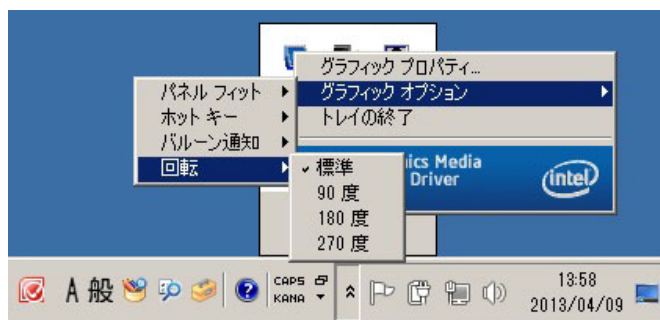 グラフィック プロパティ...
グラフィック オプション
トレイの終了
パネル フィット
ホット キー
バルーン通知
回転
標準
90 度
180 度
270 度
ics Media
Driver
intel
A 般
CAPS
KANA
13:58
2013/04/09